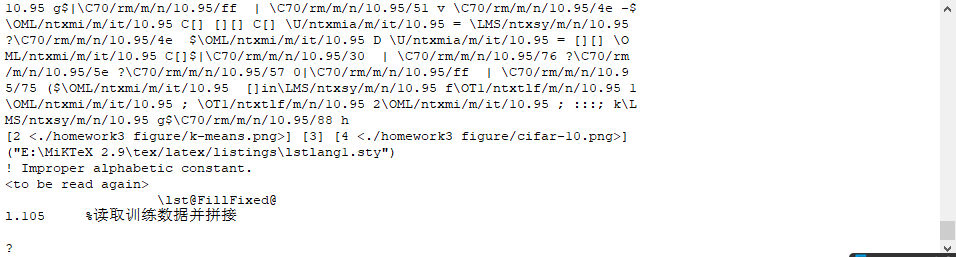 10.95 g$|\C70/rm/m/n/10.95/ff  | \C70/rm/m/n/10.95/51 v \C70/rm/m/n/10.95/4e -$
\OML/ntxmi/m/it/10.95 C[] [][] C[] \U/ntxmia/m/it/10.95 = \LMS/ntxsy/m/n/10.95
?\C70/rm/m/n/10.95/4e  $\OML/ntxmi/m/it/10.95 D \U/ntxmia/m/it/10.95 = [][] \O
ML/ntxmi/m/it/10.95 C[]$|\C70/rm/m/n/10.95/30  | \C70/rm/m/n/10.95/76 ?\C70/rm
/m/n/10.95/5e ?\C70/rm/m/n/10.95/57 0|\C70/rm/m/n/10.95/ff  | \C70/rm/m/n/10.9
5/75 ($\OML/ntxmi/m/it/10.95  []in\LMS/ntxsy/m/n/10.95 f\OT1/ntxtlf/m/n/10.95 1
\OML/ntxmi/m/it/10.95 ; \OT1/ntxtlf/m/n/10.95 2\OML/ntxmi/m/it/10.95 ; :::; k\L
MS/ntxsy/m/n/10.95 g$\C70/rm/m/n/10.95/88 h
[2 <./homework3 figure/k-means.png>] [3] [4 <./homework3 figure/cifar-10.png>]
("E:\MiKTeX 2.9\tex/latex/listings\lstlang1.sty")
! Improper alphabetic constant.
<to be read again>
\lst@FillFixed@
l.105     %读取训练数据并拼接
?